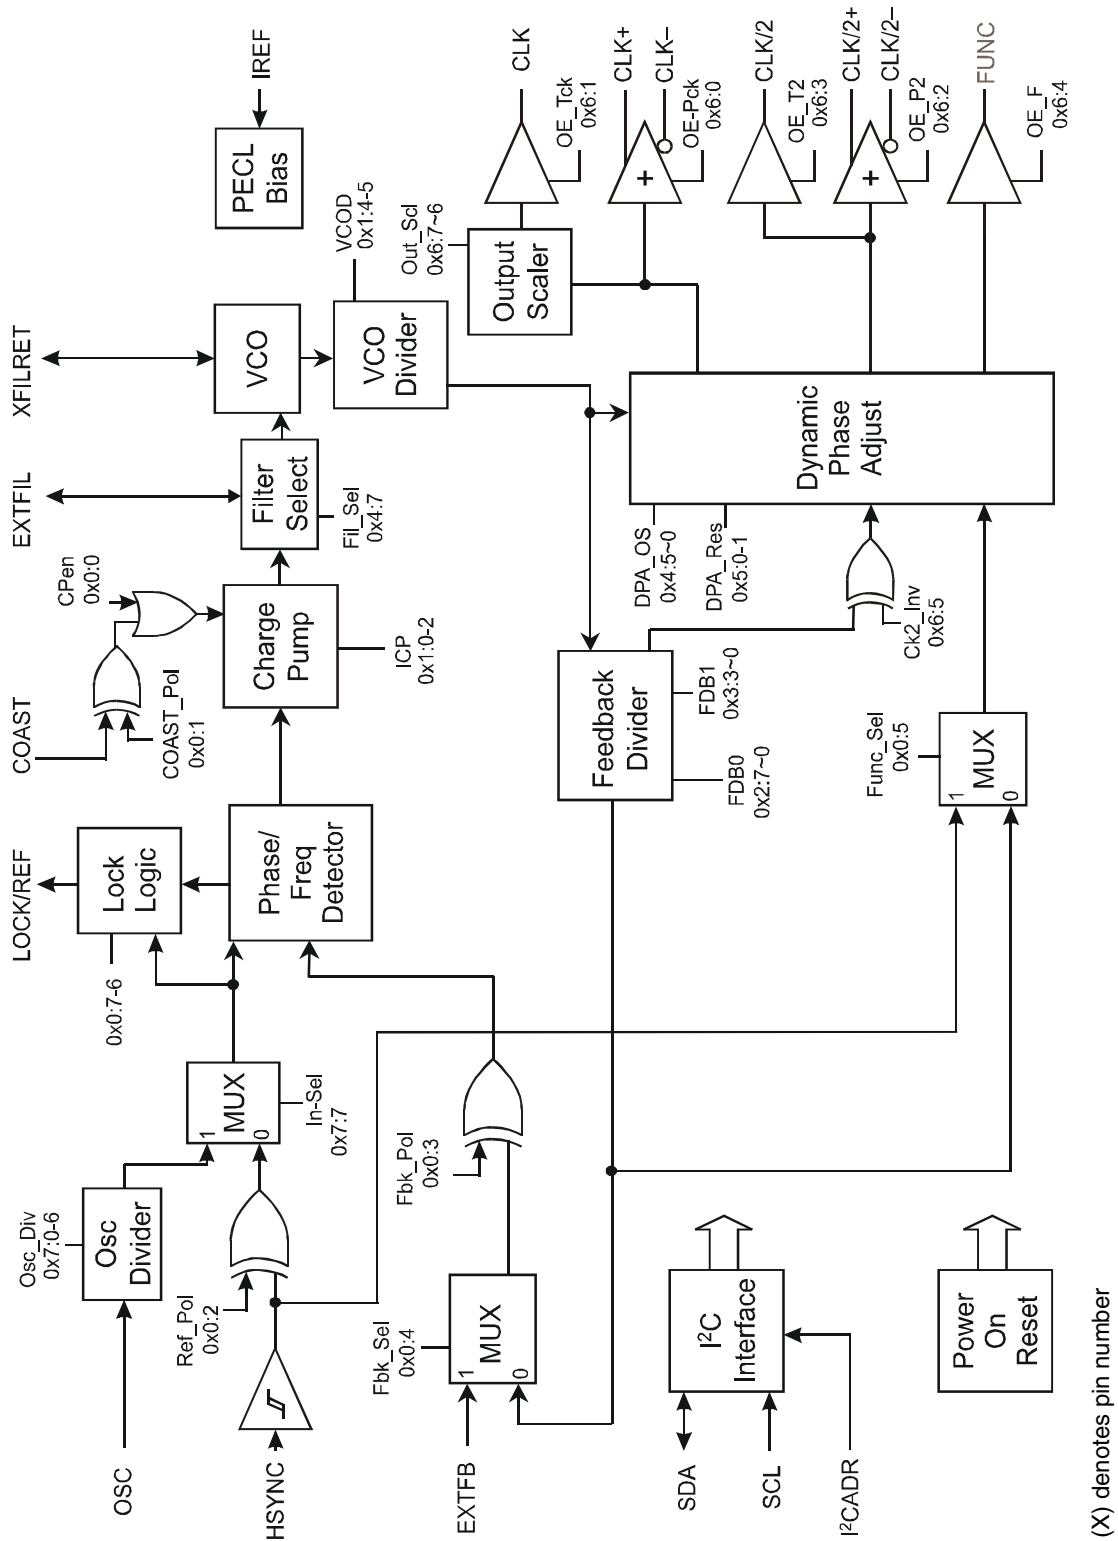 OSC
Osc_Div
0x7:0-6
Osc
Divider
HSYNC
Ref_Pol
0x0:2
MUX
1
0
In-Sel
0x7:7
LOCK/REF
Lock
Logic
0x0:7-6
Phase/
Freq
Detector
COAST
COAST_Pol
0x0:1
CPen
0x0:0
Charge
Pump
ICP
0x1:0-2
EXTFIL
Filter
Select
Fil_Sel
0x4:7
XFILRET
VCO
VCO
Divider
VCOD
0x1:4-5
PECL
Bias
IREF
EXTFB
Fbk_Sel
0x0:4
MUX
1
0
Fbk_Pol
0x0:3
Feedback
Divider
FDB0
0x2:7~0
FDB1
0x3:3~0
Out_Scl
0x6:7~6
Output
Scaler
CLK
OE_Tck
0x6:1
CLK+
CLK–
OE-Pck
0x6:0
CLK/2
OE_T2
0x6:3
CLK/2+
CLK/2–
OE_P2
0x6:2
FUNC
OE_F
0x6:4
+
+
DPA_OS
0x4:5~0
DPA_Res
0x5:0-1
Dynamic
Phase
Adjust
Ck2_Inv
0x6:5
Func_Sel
0x0:5
MUX
1
0
SDA
SCL
I²CADR
I²C
Interface
Power
On
Reset
(X) denotes pin number